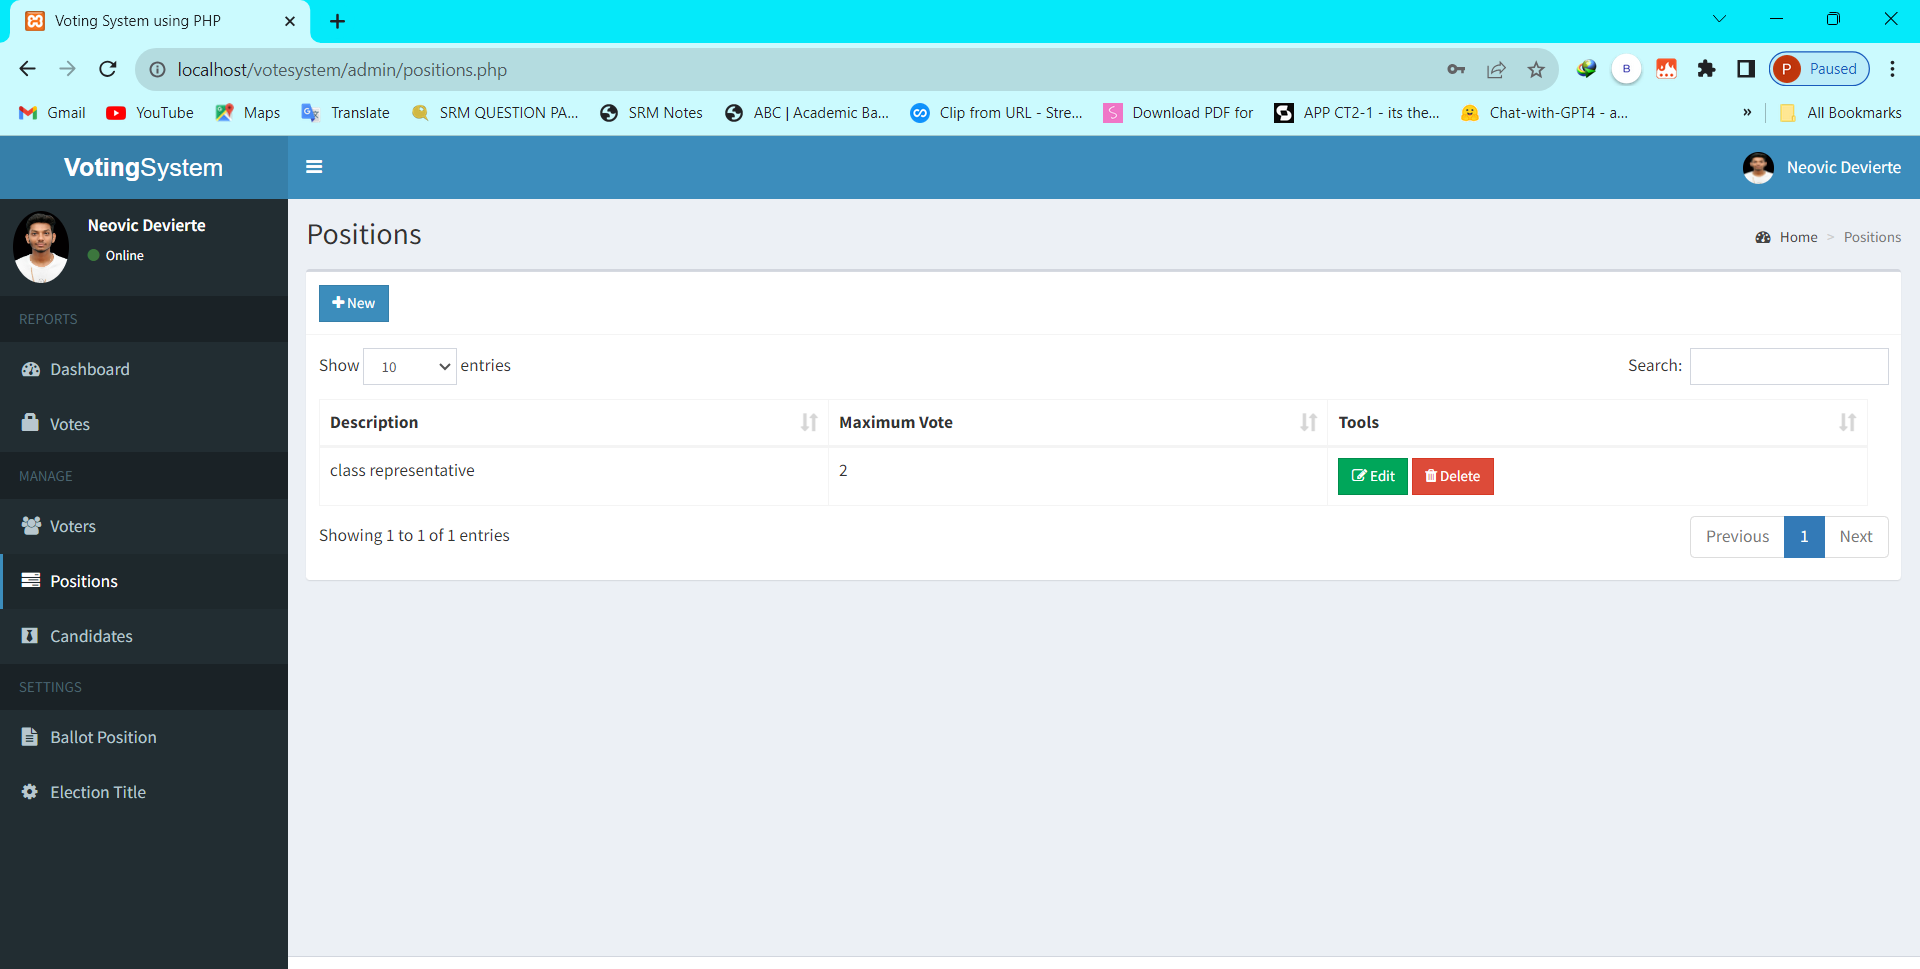 Voting System using PHP
localhost/votesystem/admin/positions.php
B
P Paused
Gmail YouTube Maps Translate SRM QUESTION PA... SRM Notes ABC | Academic Ba... Clip from URL - Stre... Download PDF for APP CT2-1 - its the... Chat-with-GPT4 - a... » All Bookmarks
VotingSystem
Neovic Devierte
Neovic Devierte
Online
REPORTS
Dashboard
Votes
MANAGE
Voters
Positions
Candidates
SETTINGS
Ballot Position
Election Title
Positions
Home > Positions
New
Show 10 entries
Search:
Description Maximum Vote Tools
class representative 2 Edit Delete
Showing 1 to 1 of 1 entries
Previous 1 Next